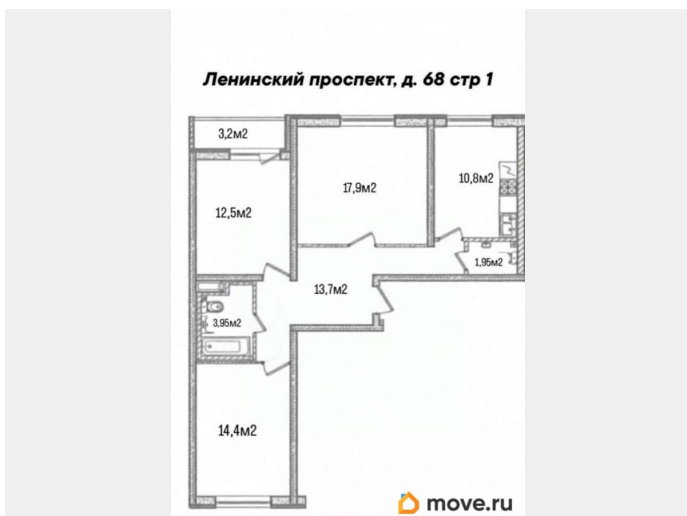 Ленинский проспект, д. 68 стр 1
3,2м2
12,5м2
17,9м2
10,8м2
1,95м2
13,7м2
3,95м2
14,4м2
move.ru